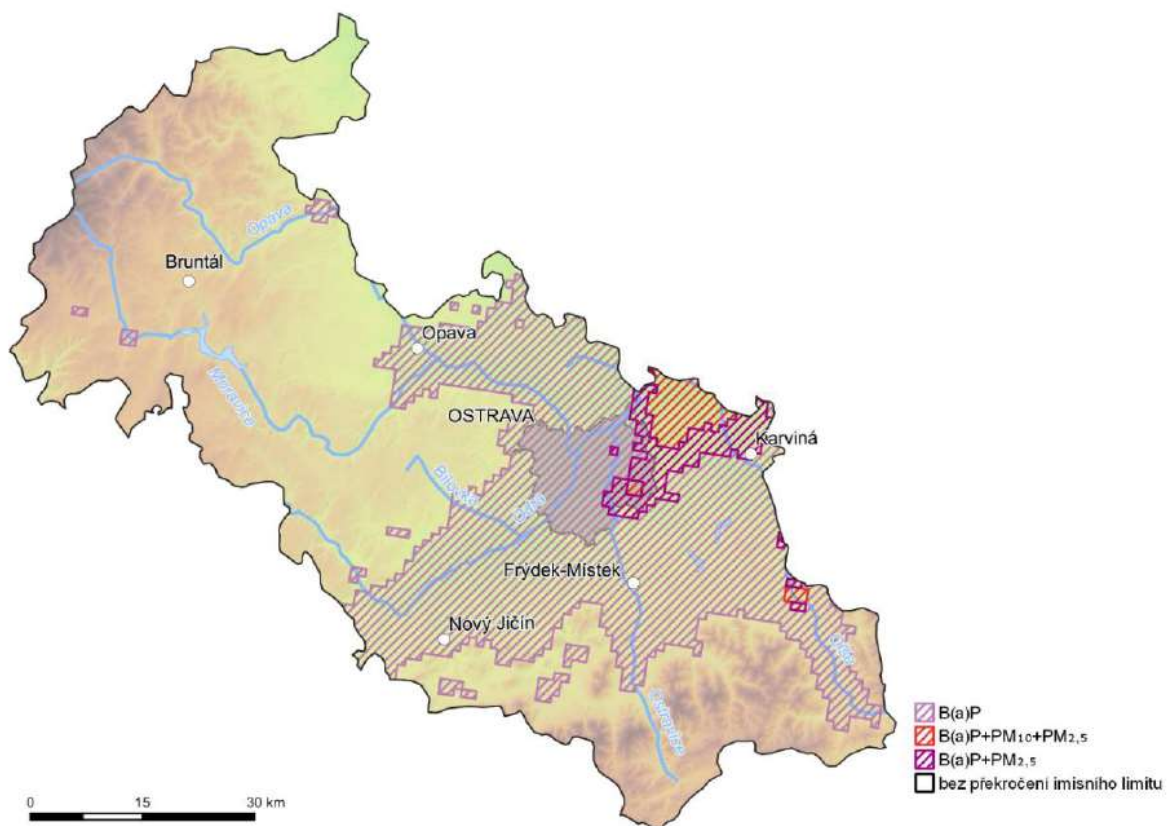 Opava
Bruntál
Opava
Moravice
OSTRAVA
Karviná
Bílovka
Odra
Frýdek-Místek
Nový Jičín
Olše
Ostravice
B(a)P
B(a)P+PM₁₀+PM₂,₅
B(a)P+PM₂,₅
bez překročení imisního limitu
0 15 30 km